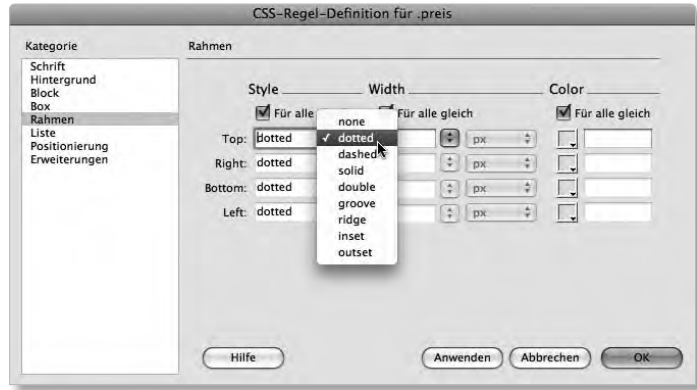 CSS-Regel-Definition für .preis
Kategorie
Rahmen
Schrift
Hintergrund
Block
Box
Rahmen
Liste
Positionierung
Erweiterungen
Style Width Color
Für alle Für alle gleich Für alle gleich
Top: dotted px
Right: dotted px
Bottom: dotted px
Left: dotted px
none
✓ dotted
dashed
solid
double
groove
ridge
inset
outset
Hilfe Anwenden Abbrechen OK